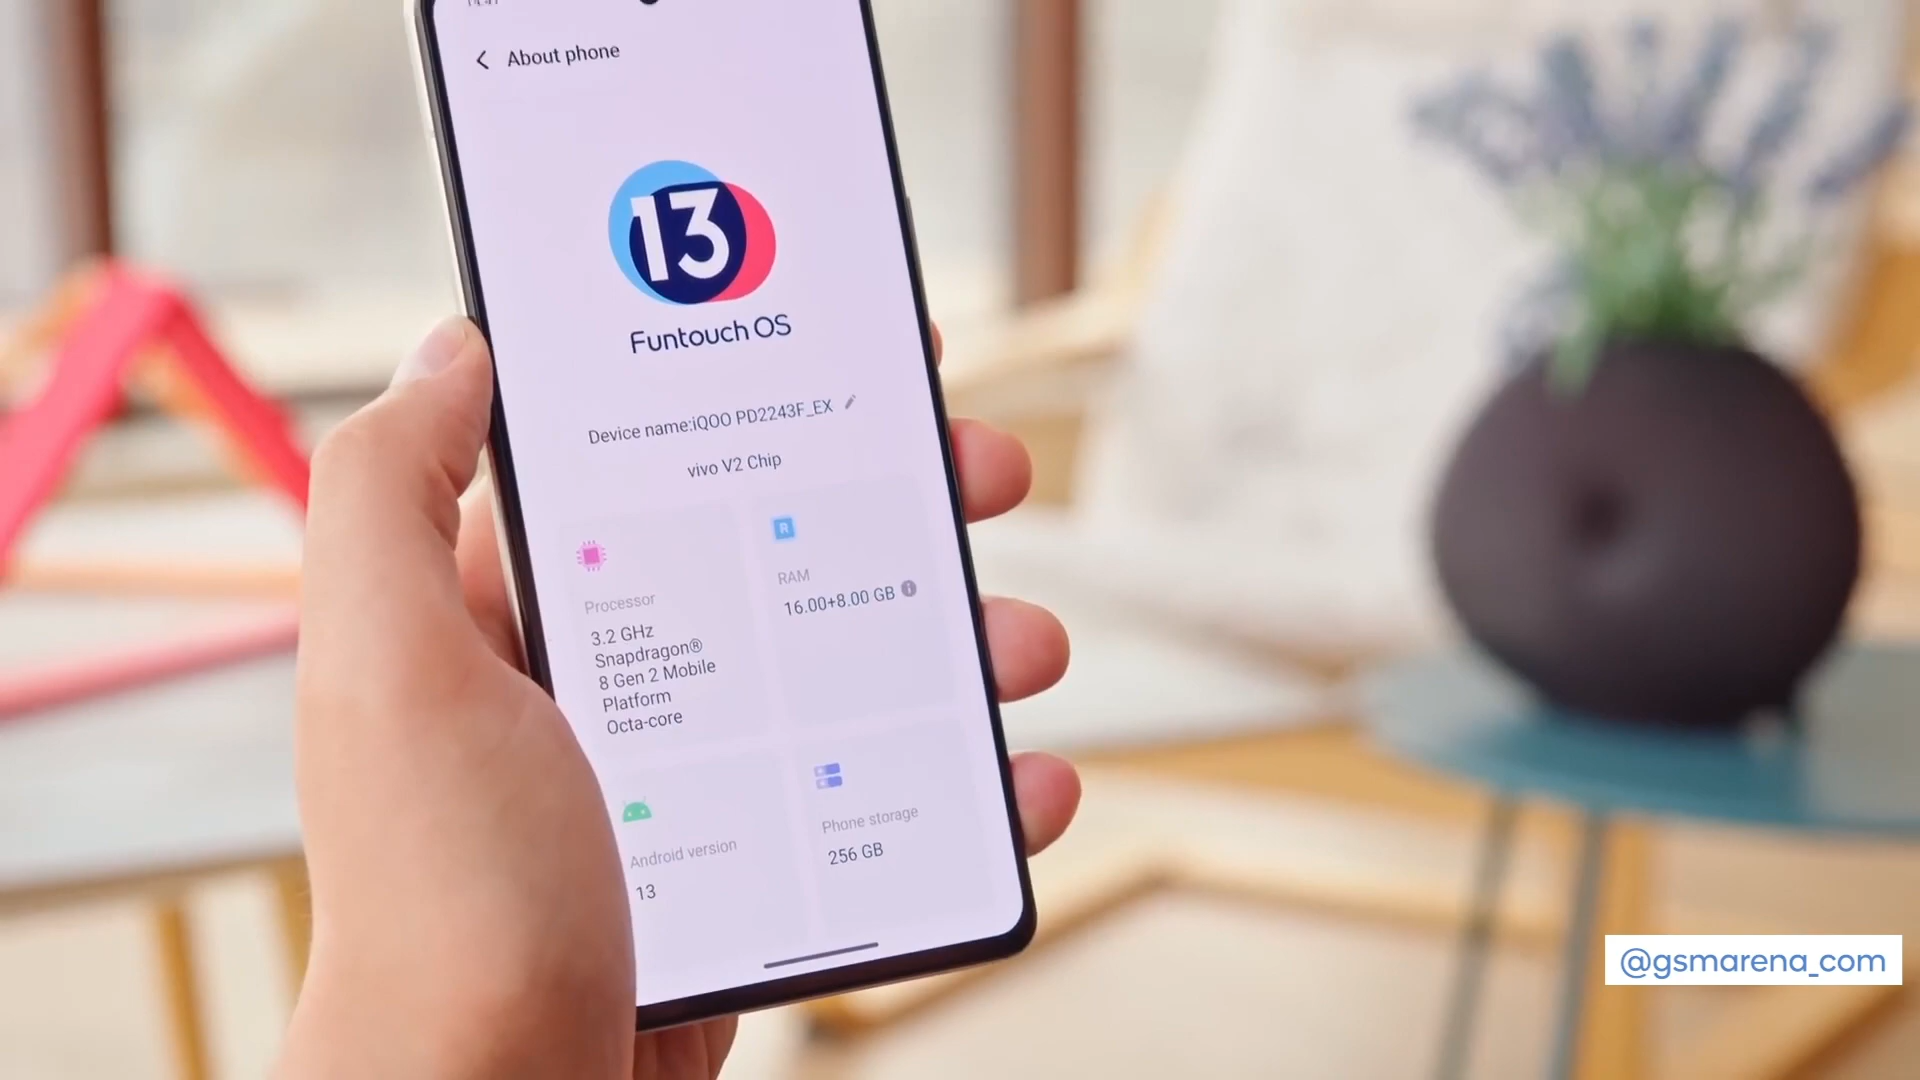 About phone
13
Funtouch OS
Device name:iQOO PD2243F_EX
vivo V2 Chip
R
Processor
3.2 GHz
Snapdragon®
8 Gen 2 Mobile
Platform
Octa-core
RAM
16.00+8.00 GB
Android version
13
Phone storage
256 GB
@gsmarena_com